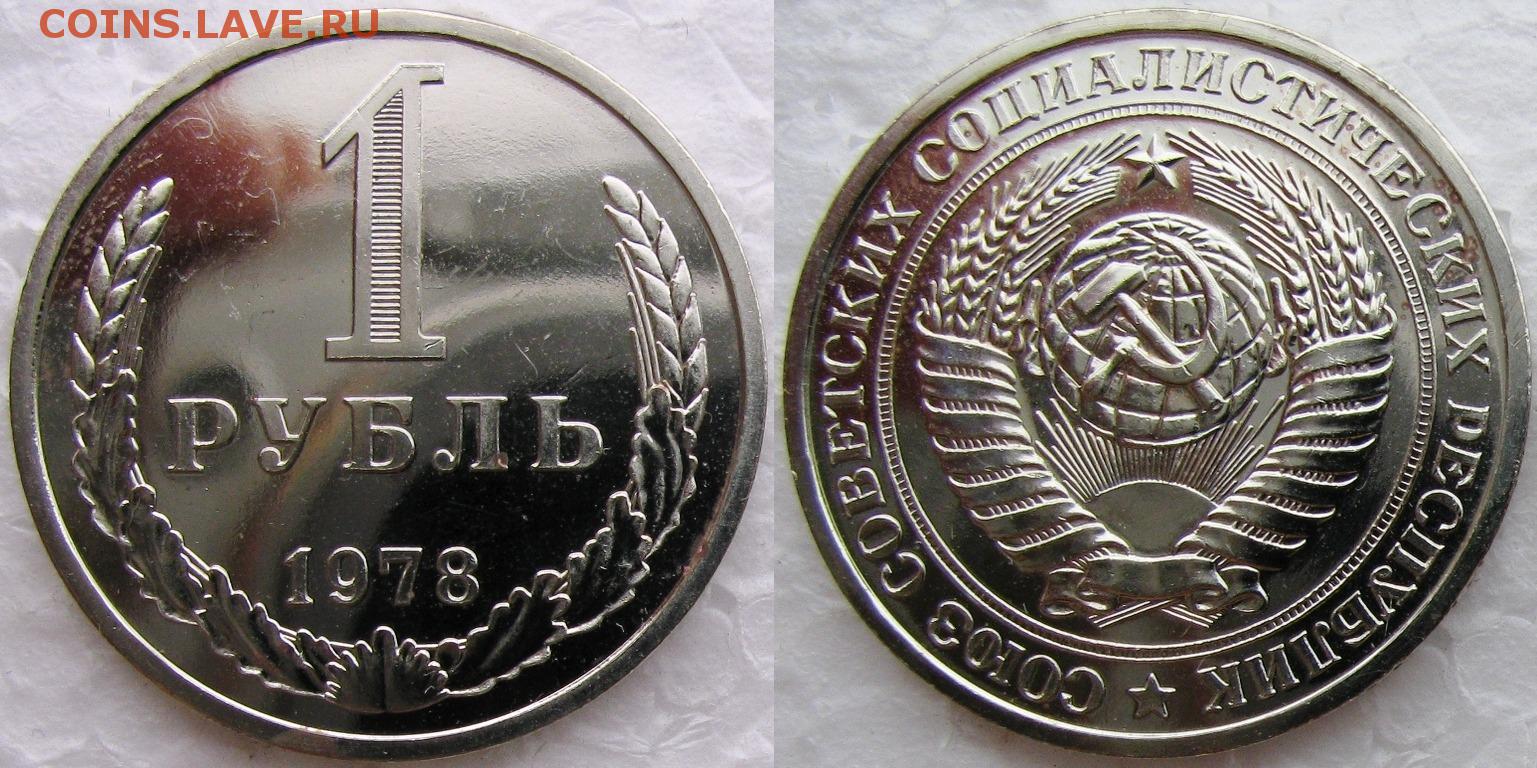 COINS.LAVE.RU
1
РУБЛЬ
1978
СОЮЗ СОВЕТСКИХ СОЦИАЛИСТИЧЕСКИХ РЕСПУБЛИК